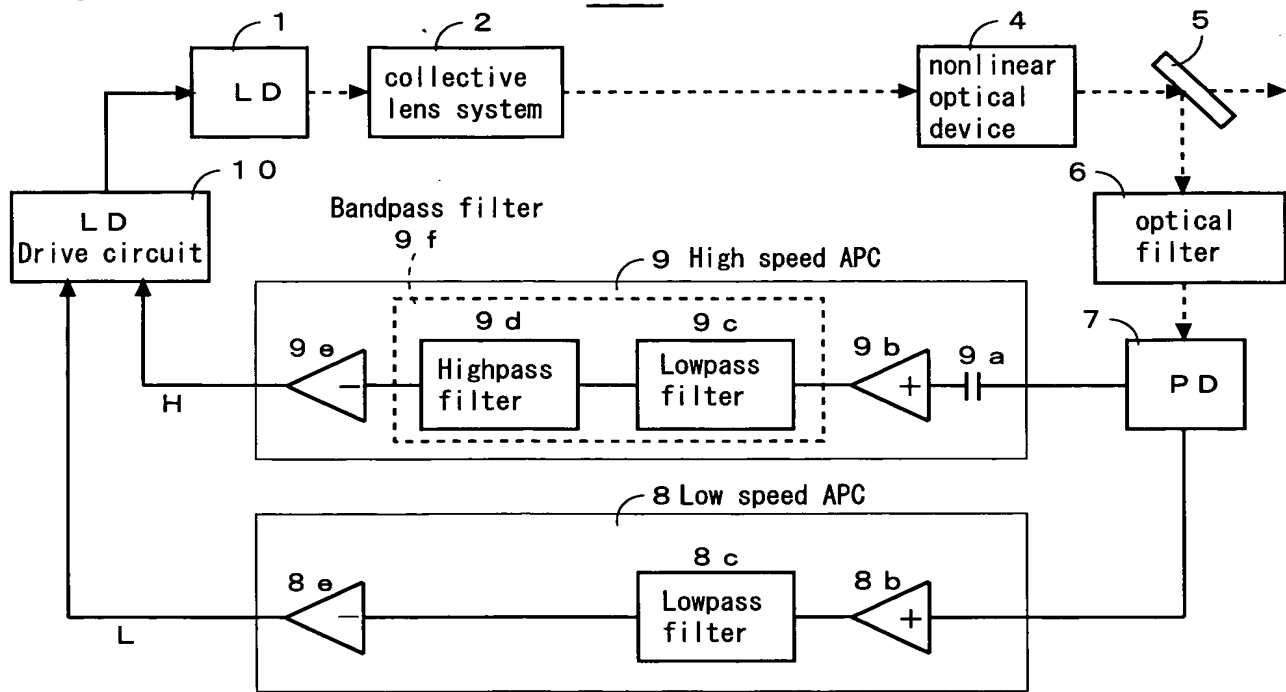 1
2
4
5
LD
collective
lens system
nonlinear
optical
device
10
LD
Drive circuit
6
optical
filter
Bandpass filter
9f
9 High speed APC
9e
9d
Highpass
filter
9c
Lowpass
filter
9b
9a
7
PD
−
+
H
8 Low speed APC
8e
8c
Lowpass
filter
8b
−
+
L